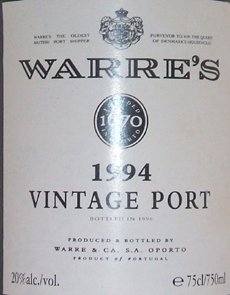 WARRE'S THE OLDEST
BRITISH PORT SHIPPER
PURVEYOR TO HM THE QUEEN
OF DENMARK'S HOUSEHOLD
WARRE'S
1670
1994
VINTAGE PORT
BOTTLED IN 1996
PRODUCED & BOTTLED BY
WARRE & CA. S.A. OPORTO
PRODUCT OF PORTUGAL
20%alc./vol.
e 75cl/750ml